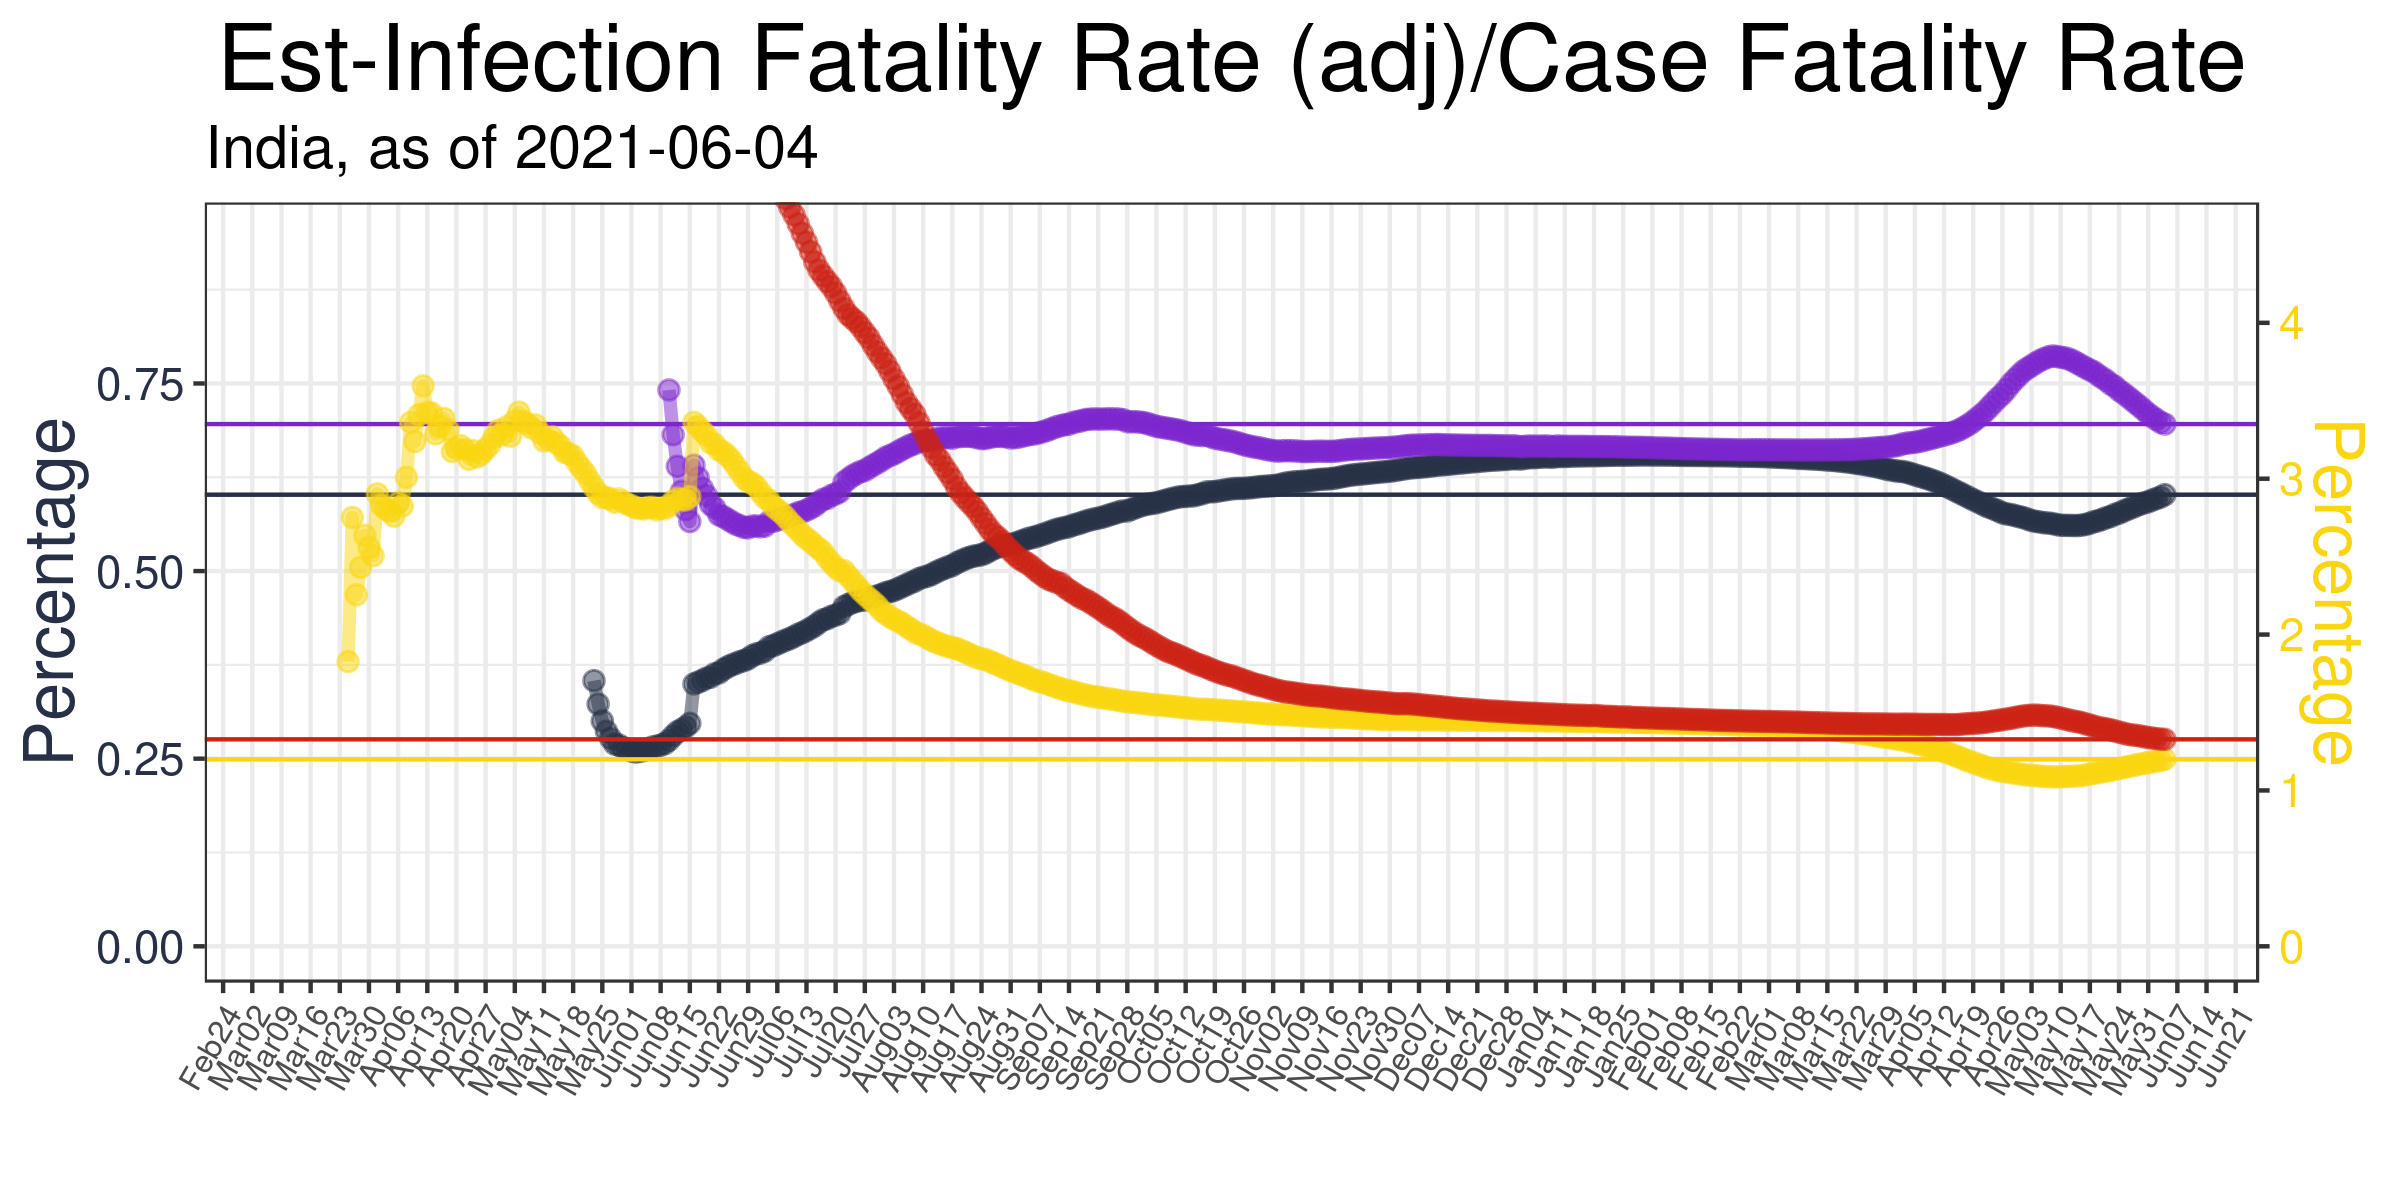 Est-Infection Fatality Rate (adj)/Case Fatality Rate
India, as of 2021-06-04
Percentage
0.75
0.50
0.25
0.00
4
3
2
1
0
Percentage
Feb24
Mar02
Mar09
Mar16
Mar23
Mar30
Apr06
Apr13
Apr20
Apr27
May04
May11
May18
May25
Jun01
Jun08
Jun15
Jun22
Jun29
Jul06
Jul13
Jul20
Jul27
Aug03
Aug10
Aug17
Aug24
Aug31
Sep07
Sep14
Sep21
Sep28
Oct05
Oct12
Oct19
Oct26
Nov02
Nov09
Nov16
Nov23
Nov30
Dec07
Dec14
Dec21
Dec28
Jan04
Jan11
Jan18
Jan25
Feb01
Feb08
Feb15
Feb22
Mar01
Mar08
Mar15
Mar22
Mar29
Apr05
Apr12
Apr19
Apr26
May03
May10
May17
May24
May31
Jun07
Jun14
Jun21